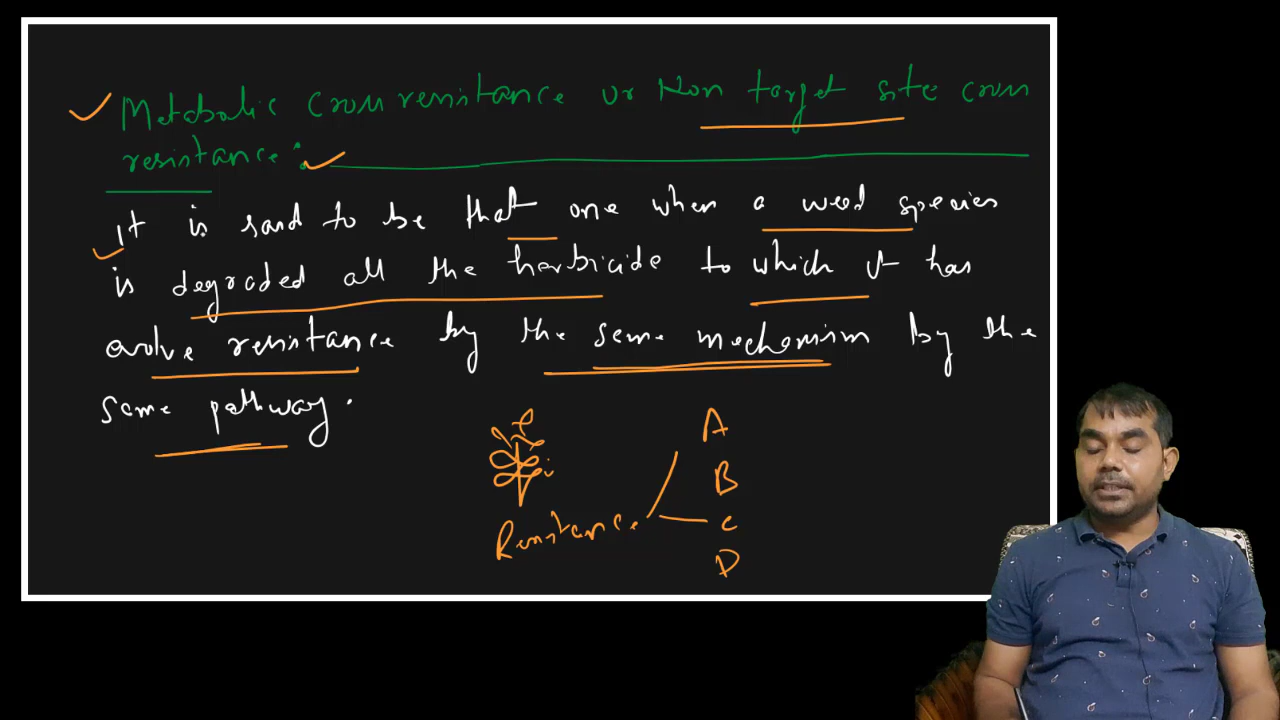 Metabolic cross resistance or Non target site cross
resistance:
It is said to be that one when a weed species
is degraded all the harbicide to which it has
evolve resistance by the same mechanism by the
same pathway.
A
B
Resistance
C
D